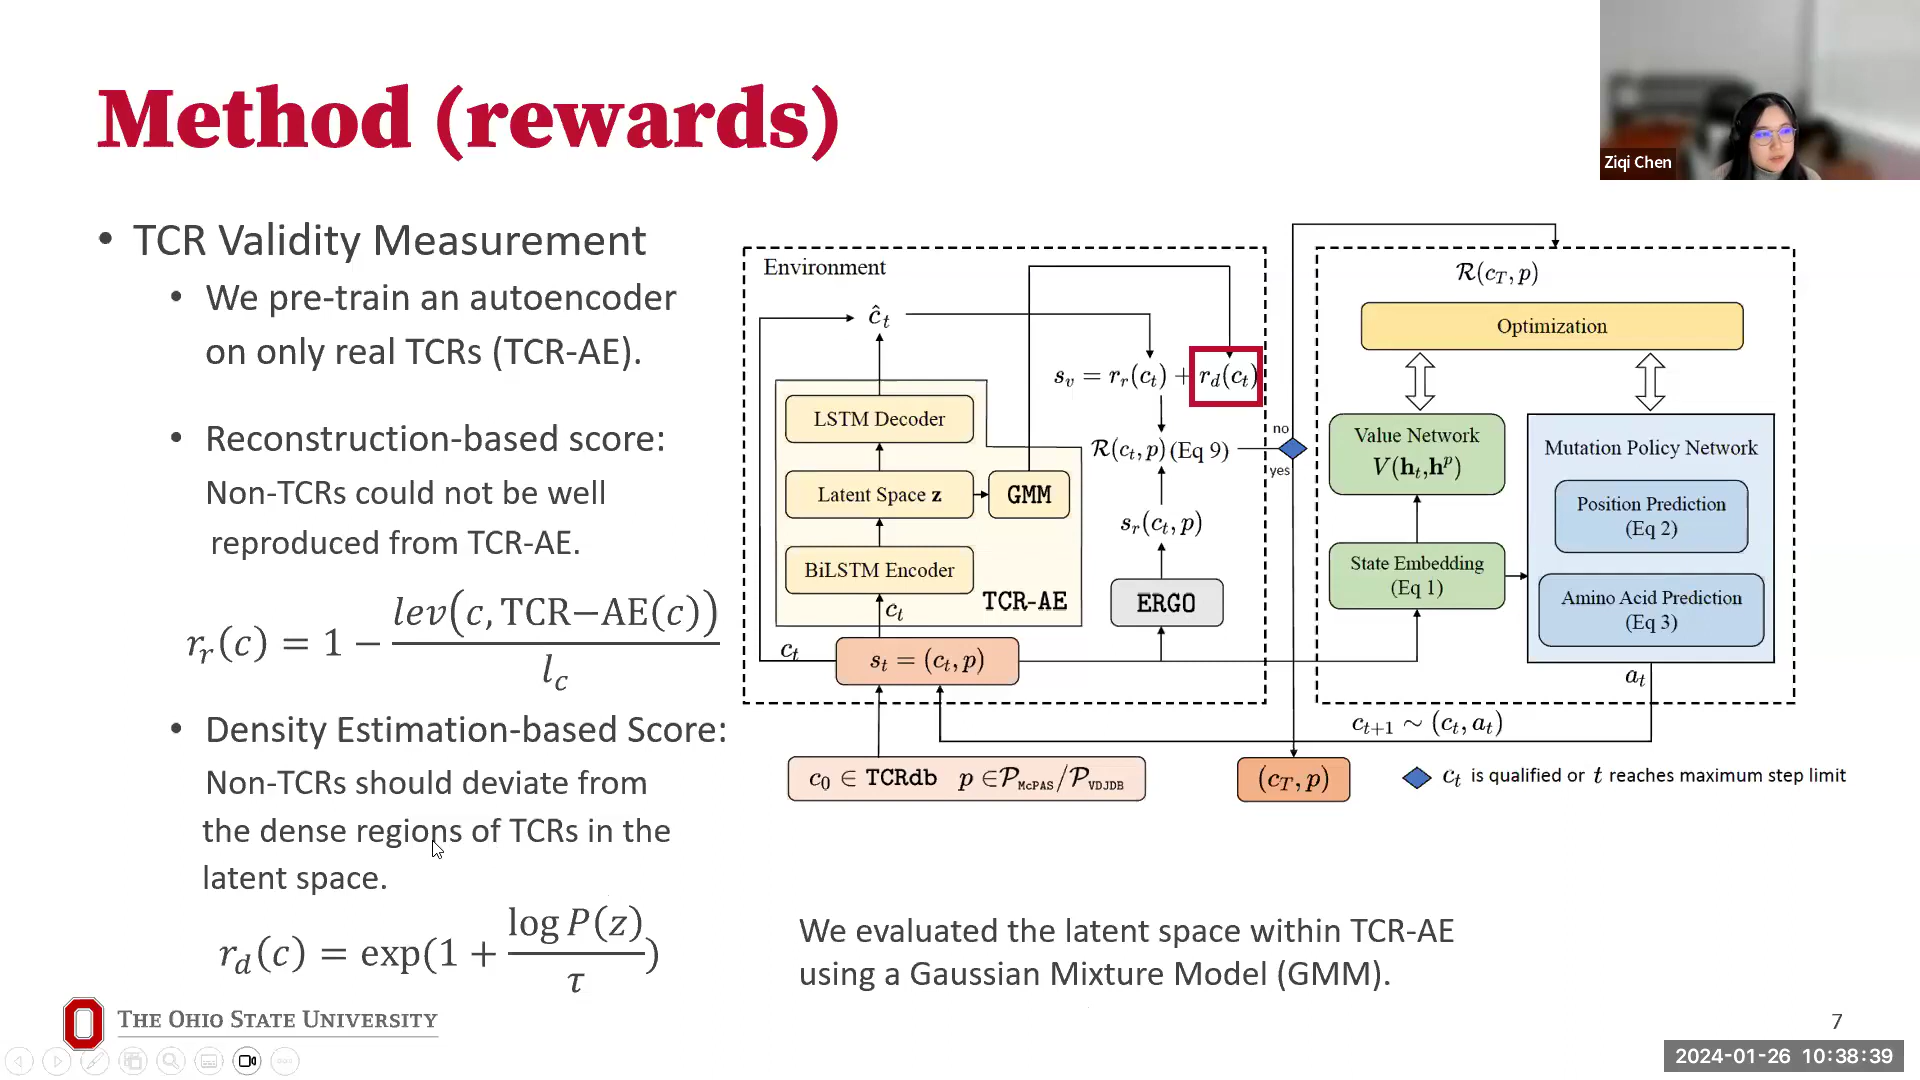 Method (rewards)
Ziqi Chen
• TCR Validity Measurement
• We pre-train an autoencoder
on only real TCRs (TCR-AE).
• Reconstruction-based score:
Non-TCRs could not be well
reproduced from TCR-AE.
r_r(c) = 1 − lev(c, TCR−AE(c)) / l_c
• Density Estimation-based Score:
Non-TCRs should deviate from
the dense regions of TCRs in the
latent space.
r_d(c) = exp(1 + log P(z) / τ)
Environment
ĉ_t
s_v = r_r(c_t) + r_d(c_t)
LSTM Decoder
R(c_t, p) (Eq 9)
Latent Space z
GMM
s_r(c_t, p)
BiLSTM Encoder
TCR-AE
ERGO
c_t
c_t
s_t = (c_t, p)
no
yes
R(c_T, p)
Optimization
Value Network
V(h_t,h^p)
Mutation Policy Network
Position Prediction
(Eq 2)
State Embedding
(Eq 1)
Amino Acid Prediction
(Eq 3)
a_t
c_{t+1} ∼ (c_t, a_t)
c_0 ∈ TCRdb p ∈ P_McPAS/P_VDJDB
(c_T, p)
c_t is qualified or t reaches maximum step limit
We evaluated the latent space within TCR-AE
using a Gaussian Mixture Model (GMM).
THE OHIO STATE UNIVERSITY
7
2024-01-26 10:38:39